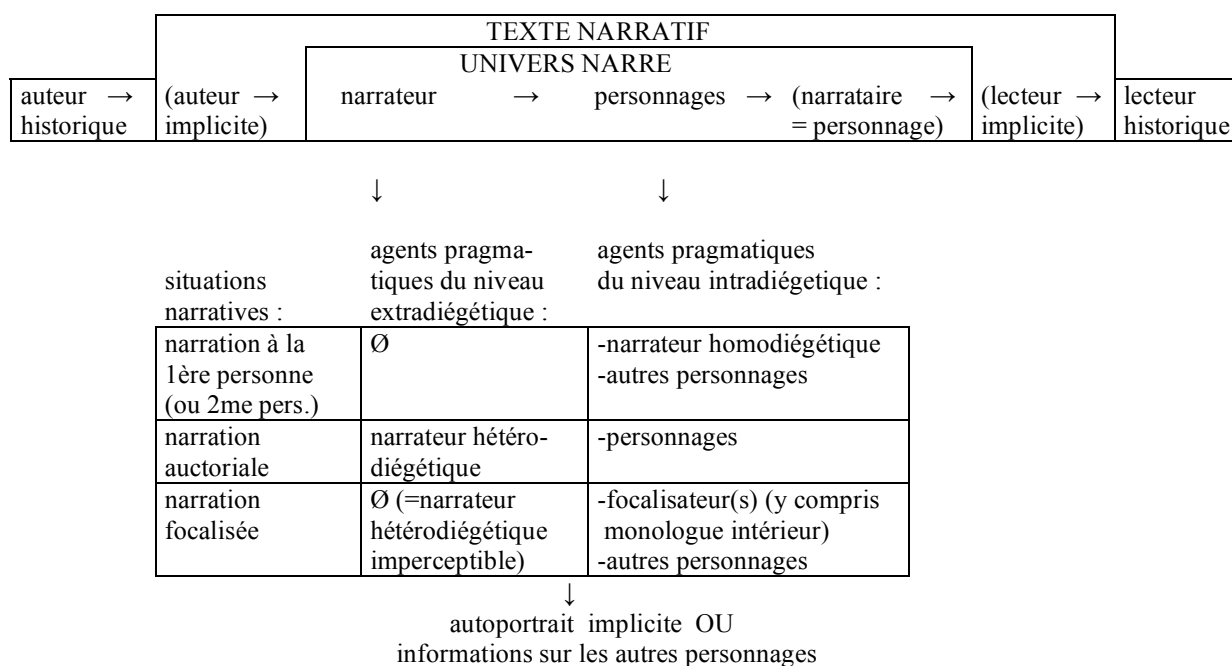 TEXTE NARRATIF
UNIVERS NARRE
auteur → (auteur → narrateur → personnages → (narrataire → (lecteur → lecteur
historique implicite) = personnage) implicite) historique
↓ ↓
situations
narratives :
agents pragma-
tiques du niveau
extradiégétique :
agents pragmatiques
du niveau intradiégetique :
narration à la
1ère personne
(ou 2me pers.)
Ø
-narrateur homodiégétique
-autres personnages
narration
auctoriale
narrateur hétéro-
diégétique
-personnages
narration
focalisée
Ø (=narrateur
hétérodiégétique
imperceptible)
-focalisateur(s) (y compris
monologue intérieur)
-autres personnages
↓
autoportrait implicite OU
informations sur les autres personnages